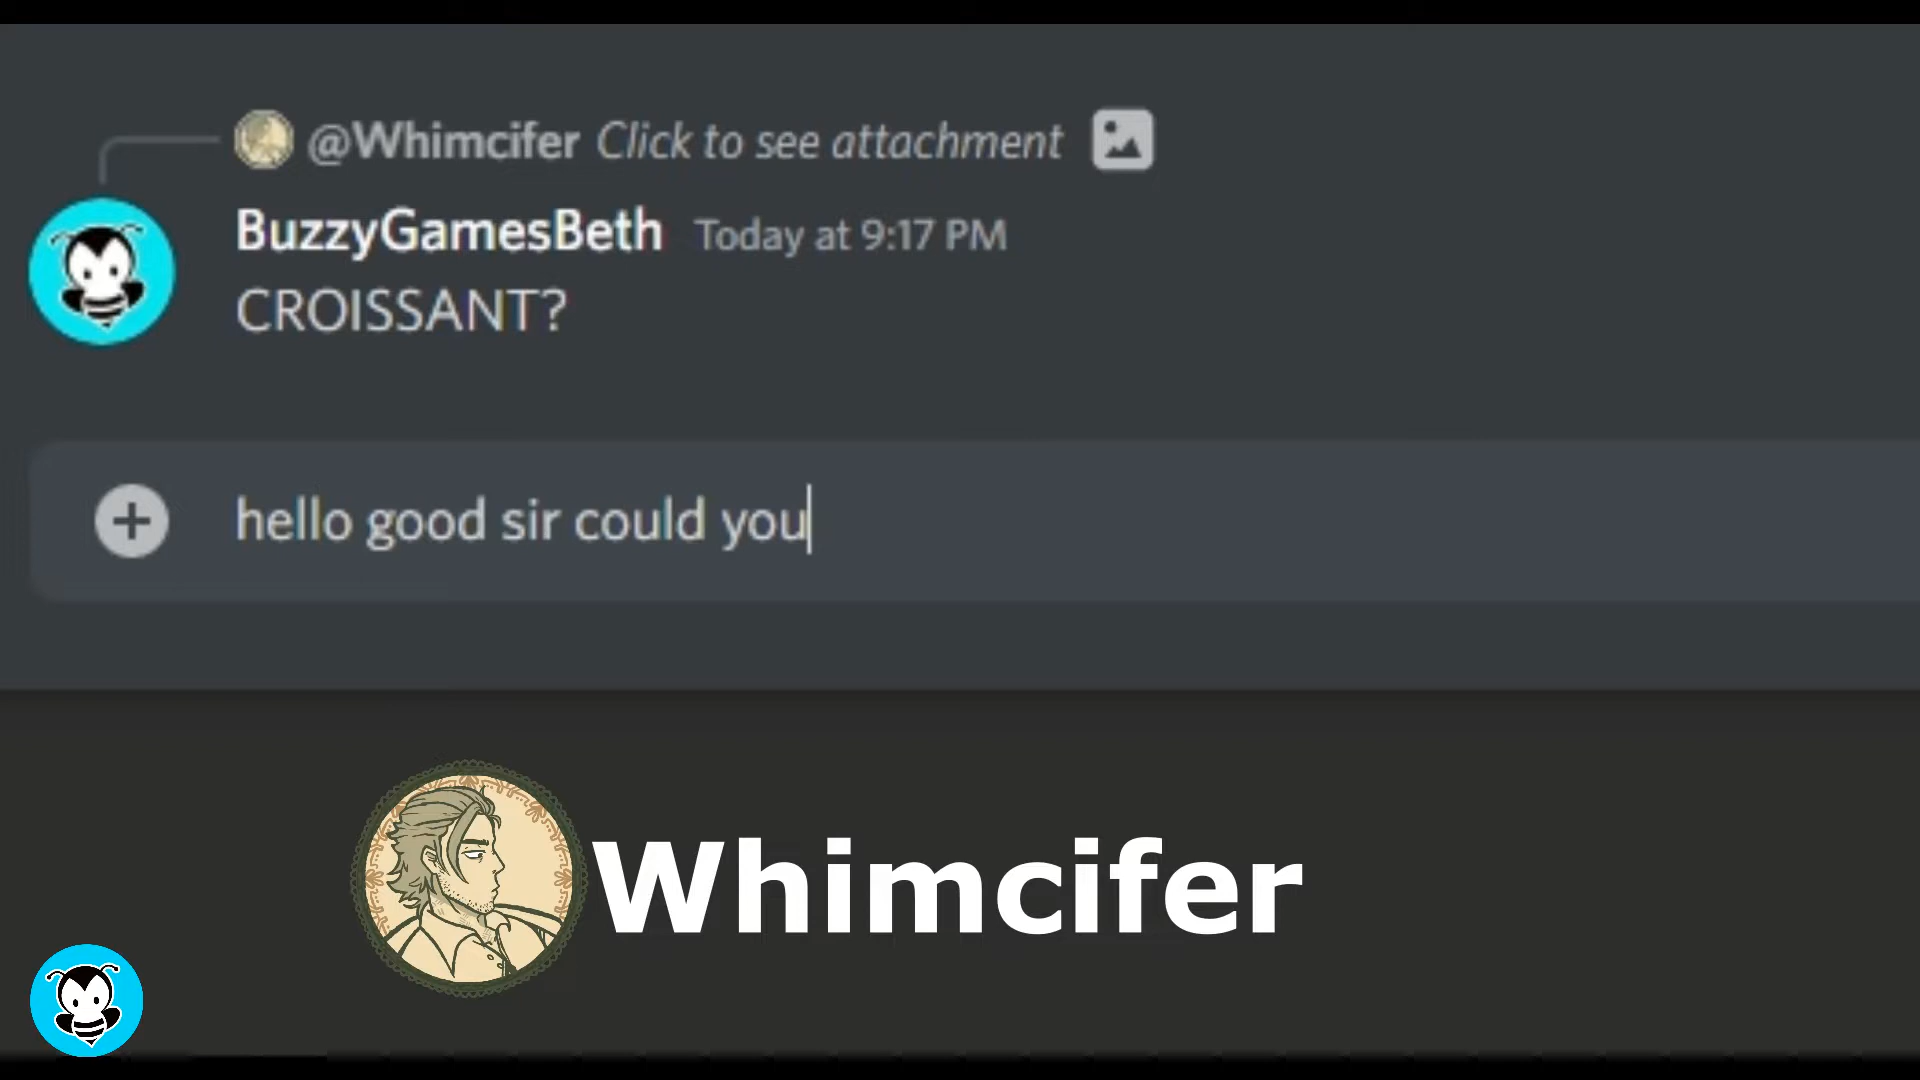 @Whimcifer Click to see attachment
BuzzyGamesBeth Today at 9:17 PM
CROISSANT?
hello good sir could you
Whimcifer